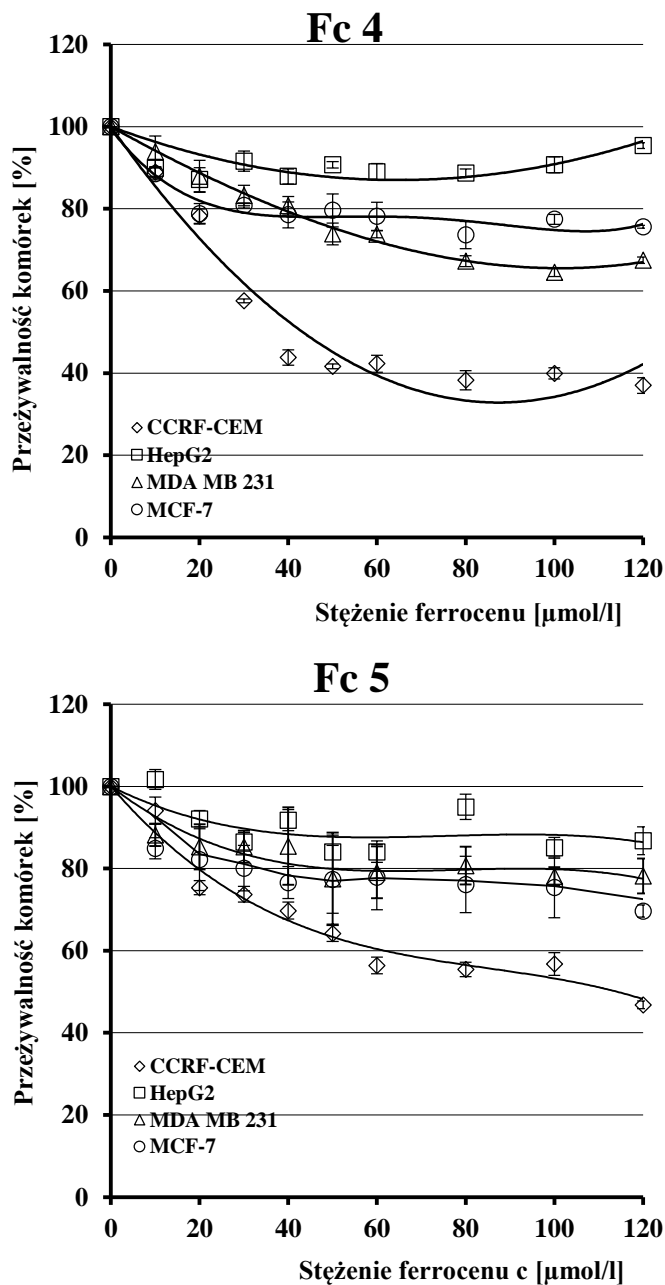 Fc 4
120
100
80
60
40
20
0
Przeżywalność komórek [%]
CCRF-CEM
HepG2
MDA MB 231
MCF-7
0 20 40 60 80 100 120
Stężenie ferrocenu [µmol/l]
Fc 5
120
100
80
60
40
20
0
Przeżywalność komórek [%]
CCRF-CEM
HepG2
MDA MB 231
MCF-7
0 20 40 60 80 100 120
Stężenie ferrocenu c [µmol/l]